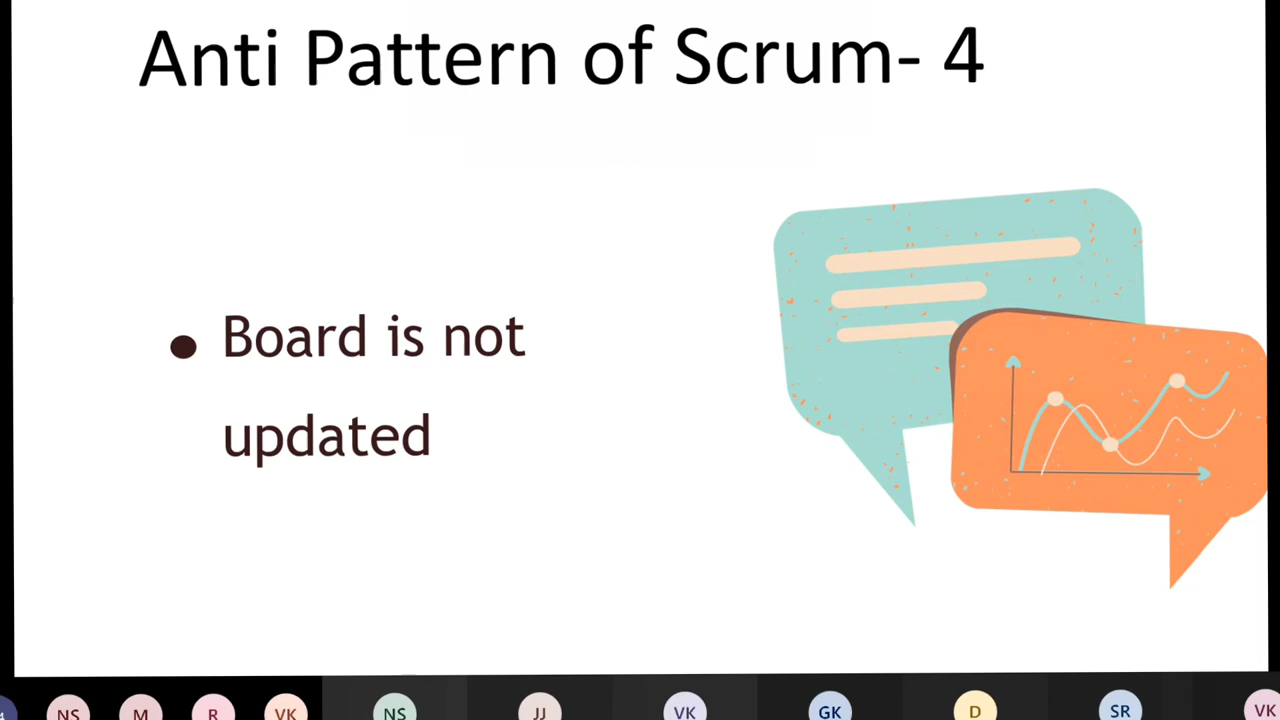 Anti Pattern of Scrum- 4
Board is not
updated
NS
M
R
VK
NS
JJ
VK
GK
D
SR
VK